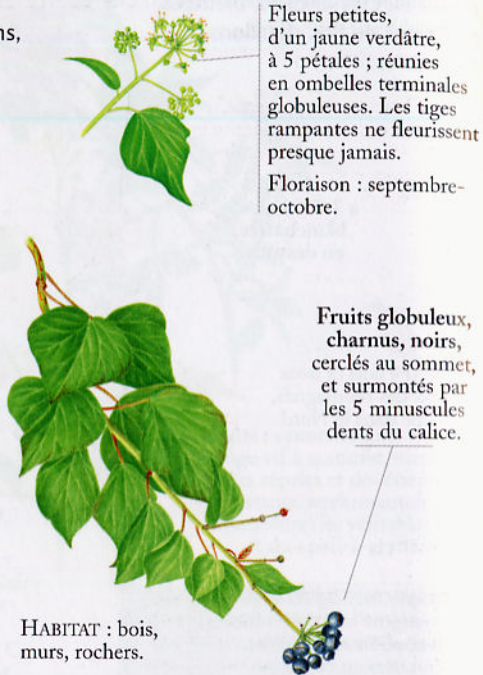 ns,
Fleurs petites,
d'un jaune verdâtre,
à 5 pétales ; réunies
en ombelles terminales
globuleuses. Les tiges
rampantes ne fleurissent
presque jamais.
Floraison : septembre-
octobre.
Fruits globuleux,
charnus, noirs,
cerclés au sommet,
et surmontés par
les 5 minuscules
dents du calice.
HABITAT : bois,
murs, rochers.